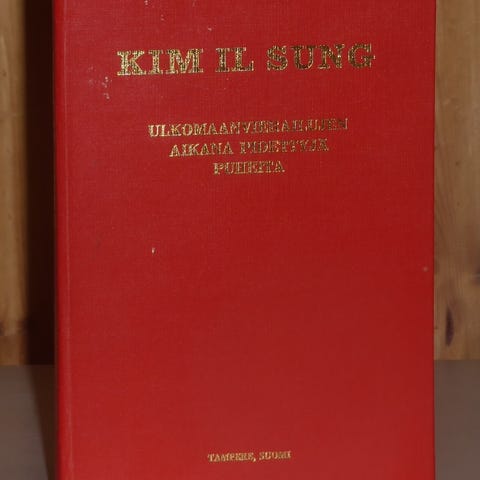 KIM IL SUNG
ULKOMAANVIERAILUJEN
AIKANA PIDETTYJÄ
PUHEITA
TAMPERE, SUOMI